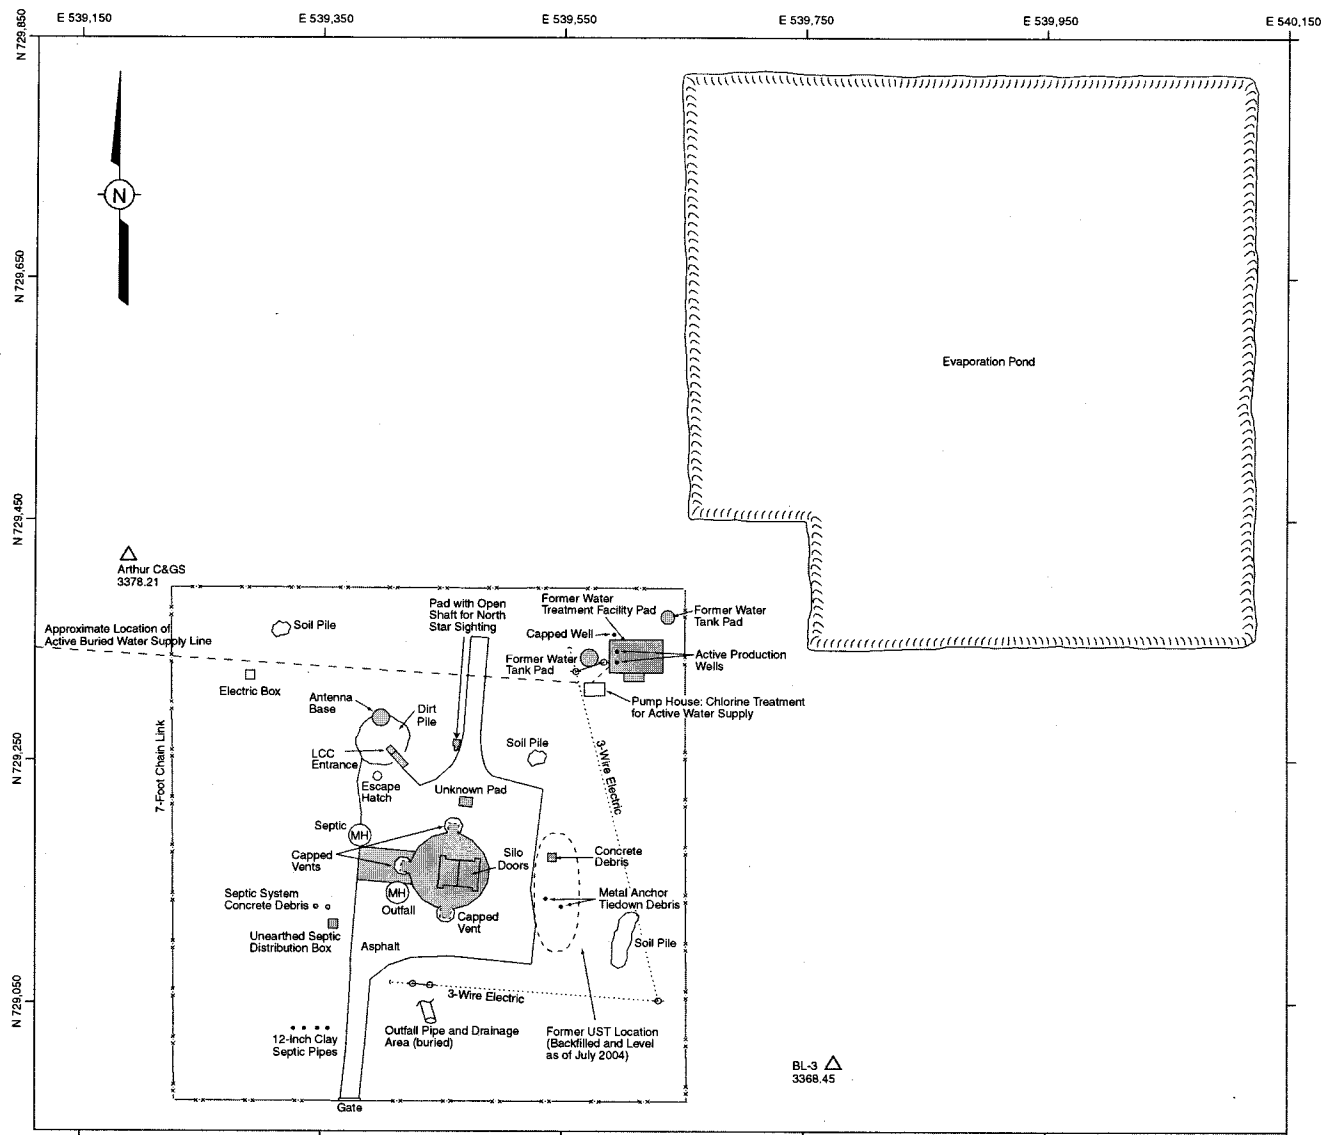 E 539,150
E 539,350
E 539,550
E 539,750
E 539,950
E 540,150
N 729,850
N
N 729,650
Evaporation Pond
N 729,450
Arthur C&GS
3378.21
Approximate Location of
Active Buried Water Supply Line
Soil Pile
Pad with Open
Shaft for North
Star Sighting
Former Water
Treatment Facility Pad
Former Water
Tank Pad
Capped Well
Former Water
Tank Pad
Active Production
Wells
Electric Box
Pump House: Chlorine Treatment
for Active Water Supply
Antenna
Base
Dirt
Pile
7-Foot Chain Link
N 729,250
LCC
Entrance
Soil Pile
3-Wire Electric
Escape
Hatch
Unknown Pad
Septic
MH
Capped
Vents
Silo
Doors
Concrete
Debris
Septic System
Concrete Debris
MH
Outfall
Metal Anchor
Tiedown Debris
Capped
Vent
Unearthed Septic
Distribution Box
Asphalt
Soil Pile
N 729,050
3-Wire Electric
12-Inch Clay
Septic Pipes
Outfall Pipe and Drainage
Area (buried)
Former UST Location
(Backfilled and Level
as of July 2004)
BL-3
3368.45
Gate